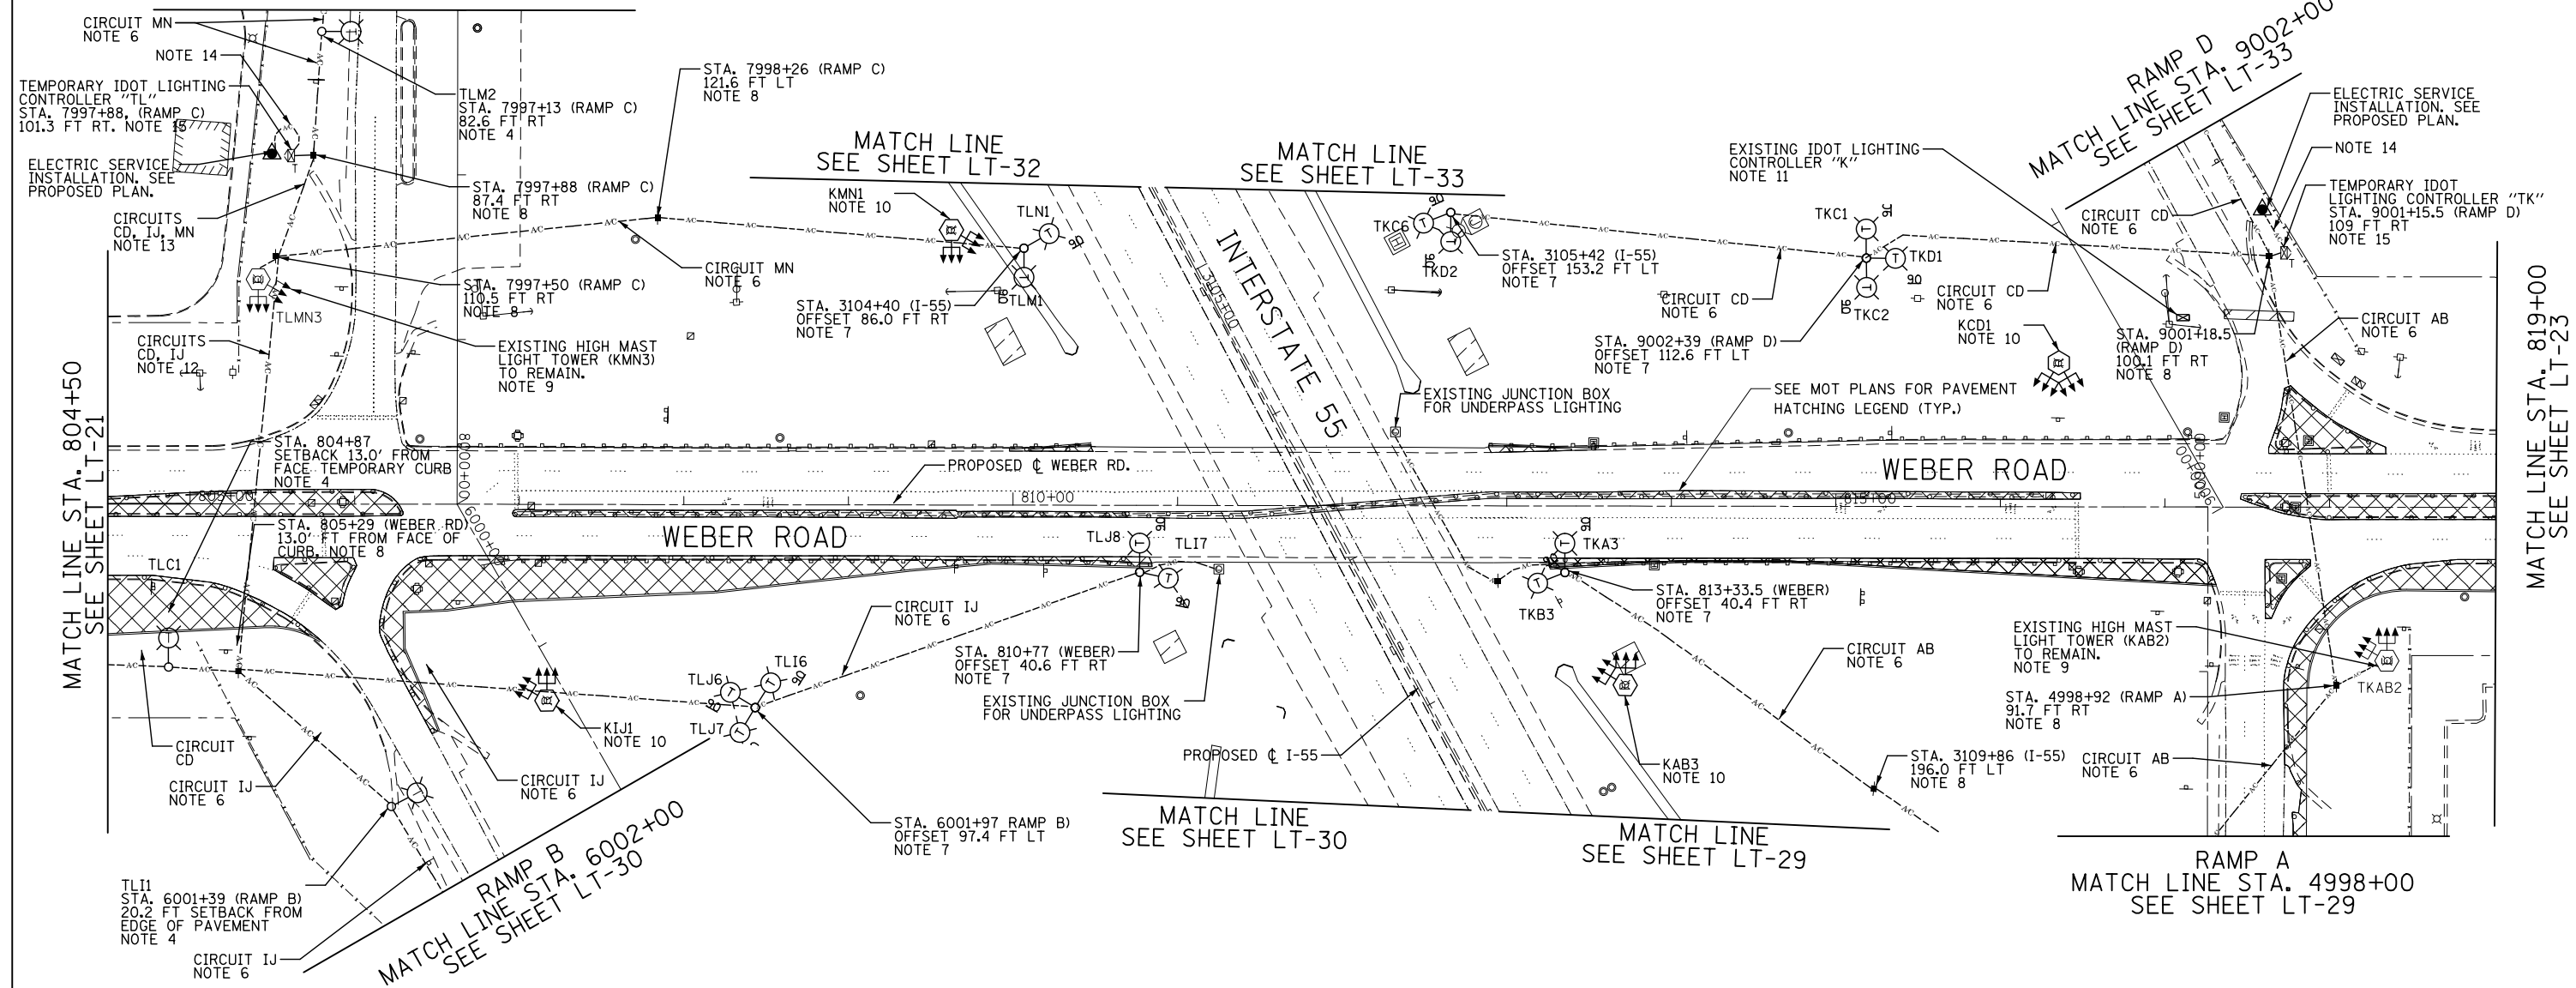 CIRCUIT MN
NOTE 6
NOTE 14
TEMPORARY IDOT LIGHTING
CONTROLLER "TL"
STA. 7997+88, (RAMP C)
101.3 FT RT. NOTE 15
ELECTRIC SERVICE
INSTALLATION. SEE
PROPOSED PLAN.
CIRCUITS
CD, IJ, MN
NOTE 13
CIRCUITS
CD, IJ
NOTE 12
TLM2
STA. 7997+13 (RAMP C)
82.6 FT RT
NOTE 4
STA. 7997+88 (RAMP C)
87.4 FT RT
NOTE 8
STA. 7997+50 (RAMP C)
110.5 FT RT
NOTE 8
TLMN3
EXISTING HIGH MAST
LIGHT TOWER (KMN3)
TO REMAIN.
NOTE 9
STA. 7998+26 (RAMP C)
121.6 FT LT
NOTE 8
CIRCUIT MN
NOTE 6
MATCH LINE
SEE SHEET LT-32
KMN1
NOTE 10
TLN1
TLM1
STA. 3104+40 (I-55)
OFFSET 86.0 FT RT
NOTE 7
INTERSTATE 55
3105+00
MATCH LINE
SEE SHEET LT-33
TKC6
TKD2
STA. 3105+42 (I-55)
OFFSET 153.2 FT LT
NOTE 7
CIRCUIT CD
NOTE 6
TKC1
TKD1
TKC2
STA. 9002+39 (RAMP D)
OFFSET 112.6 FT LT
NOTE 7
EXISTING IDOT LIGHTING
CONTROLLER "K"
NOTE 11
CIRCUIT CD
NOTE 6
KCD1
NOTE 10
RAMP D
MATCH LINE STA. 9002+00
SEE SHEET LT-33
CIRCUIT CD
NOTE 6
ELECTRIC SERVICE
INSTALLATION. SEE
PROPOSED PLAN.
NOTE 14
TEMPORARY IDOT
LIGHTING CONTROLLER "TK"
STA. 9001+15.5 (RAMP D)
109 FT RT
NOTE 15
CIRCUIT AB
NOTE 6
STA. 9001+18.5
(RAMP D)
100.1 FT RT
NOTE 8
MATCH LINE STA. 804+50
SEE SHEET LT-21
MATCH LINE STA. 819+00
SEE SHEET LT-23
EXISTING JUNCTION BOX
FOR UNDERPASS LIGHTING
SEE MOT PLANS FOR PAVEMENT
HATCHING LEGEND (TYP.)
STA. 804+87
SETBACK 13.0' FROM
FACE TEMPORARY CURB
NOTE 4
8000+00
6000+00
PROPOSED ℄ WEBER RD.
WEBER ROAD
9000+00
805+00
810+00
815+00
STA. 805+29 (WEBER RD)
13.0' FT FROM FACE OF
CURB. NOTE 8
WEBER ROAD
TLC1
TLJ8
TLI7
TKA3
TKB3
STA. 813+33.5 (WEBER)
OFFSET 40.4 FT RT
NOTE 7
CIRCUIT IJ
NOTE 6
STA. 810+77 (WEBER)
OFFSET 40.6 FT RT
NOTE 7
EXISTING JUNCTION BOX
FOR UNDERPASS LIGHTING
PROPOSED ℄ I-55
CIRCUIT AB
NOTE 6
EXISTING HIGH MAST
LIGHT TOWER (KAB2)
TO REMAIN.
NOTE 9
TKAB2
STA. 4998+92 (RAMP A)
91.7 FT RT
NOTE 8
CIRCUIT AB
NOTE 6
TLJ6
TLI6
TLJ7
KIJ1
NOTE 10
CIRCUIT
CD
CIRCUIT IJ
NOTE 6
CIRCUIT IJ
NOTE 6
KAB3
NOTE 10
STA. 3109+86 (I-55)
196.0 FT LT
NOTE 8
STA. 6001+97 RAMP B)
OFFSET 97.4 FT LT
NOTE 7
TLI1
STA. 6001+39 (RAMP B)
20.2 FT SETBACK FROM
EDGE OF PAVEMENT
NOTE 4
CIRCUIT IJ
NOTE 6
RAMP B
MATCH LINE STA. 6002+00
SEE SHEET LT-30
MATCH LINE
SEE SHEET LT-30
MATCH LINE
SEE SHEET LT-29
RAMP A
MATCH LINE STA. 4998+00
SEE SHEET LT-29